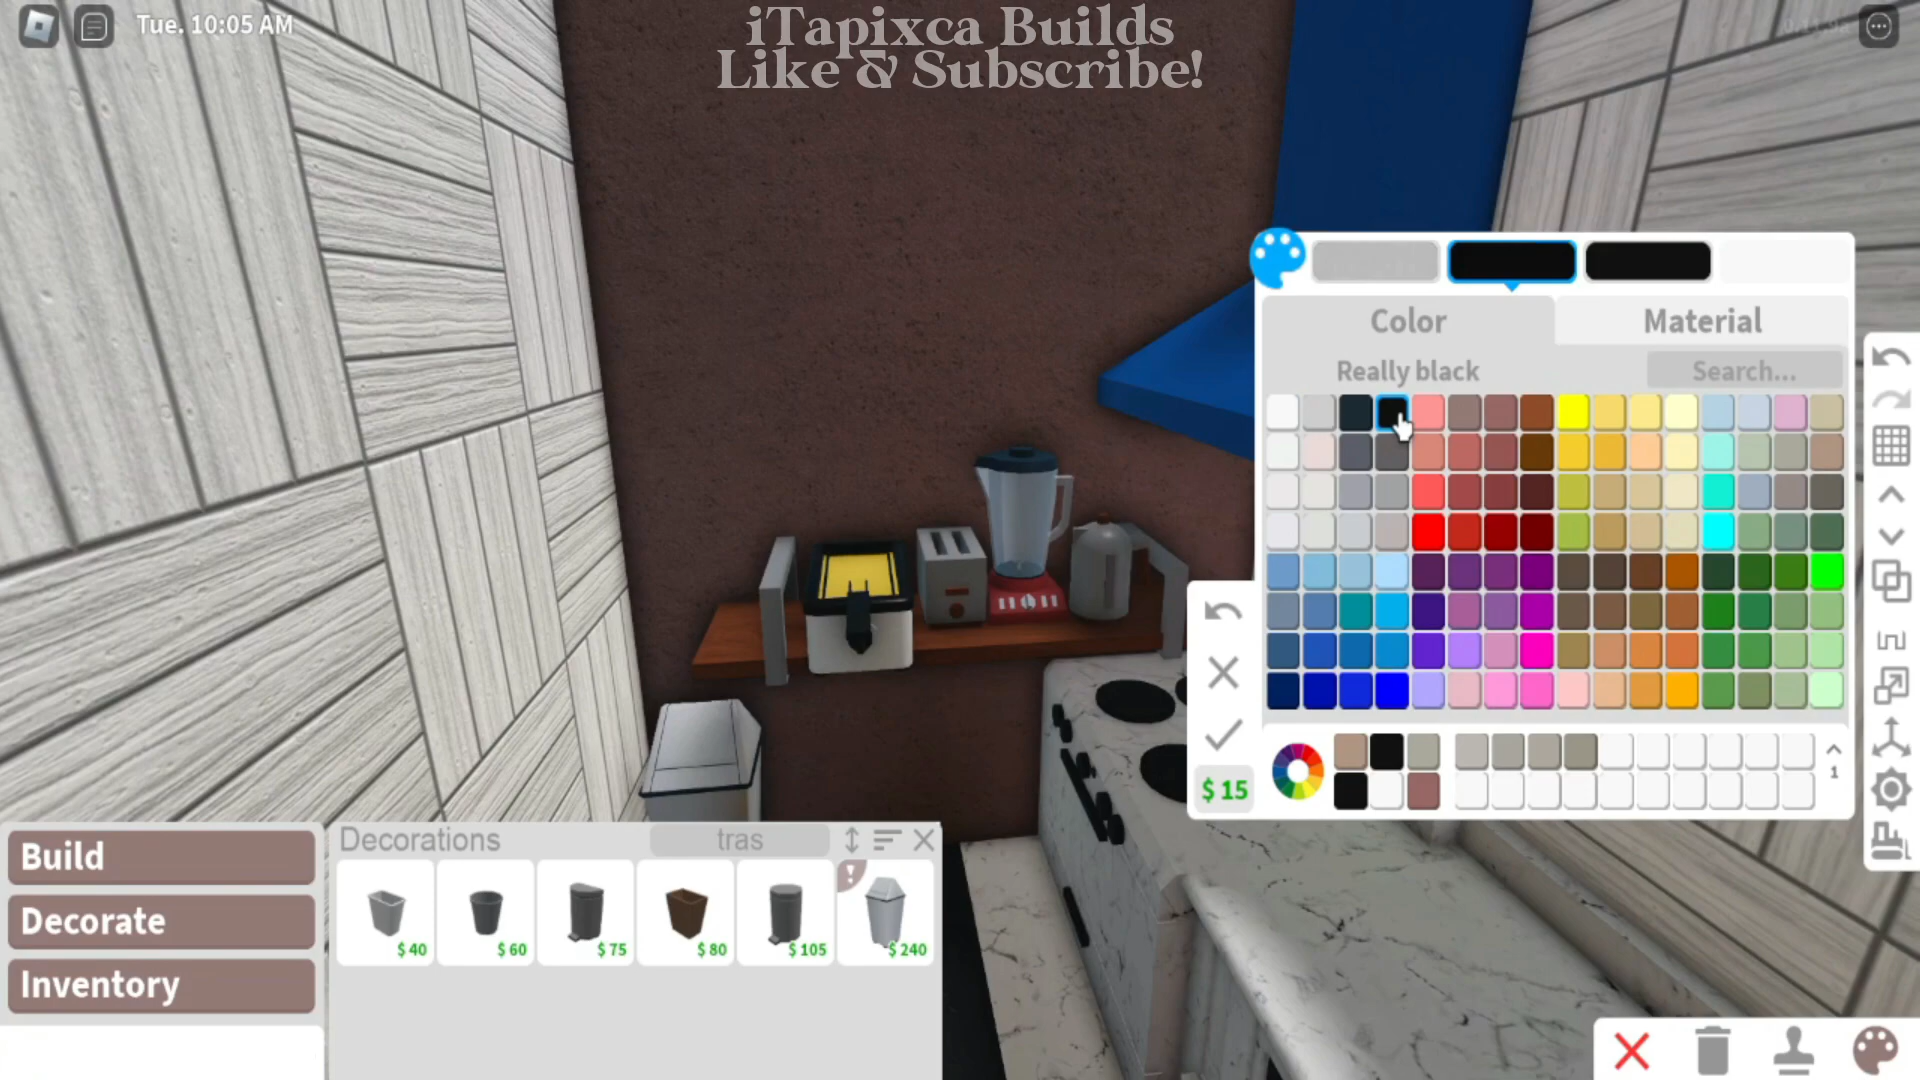 Tue. 10:05 AM
iTapixca Builds
Like & Subscribe!
Color
Material
Really black
Search...
$ 15
1
Build
Decorate
Inventory
Decorations
tras
$ 40
$ 60
$ 75
$ 80
$ 105
$ 240